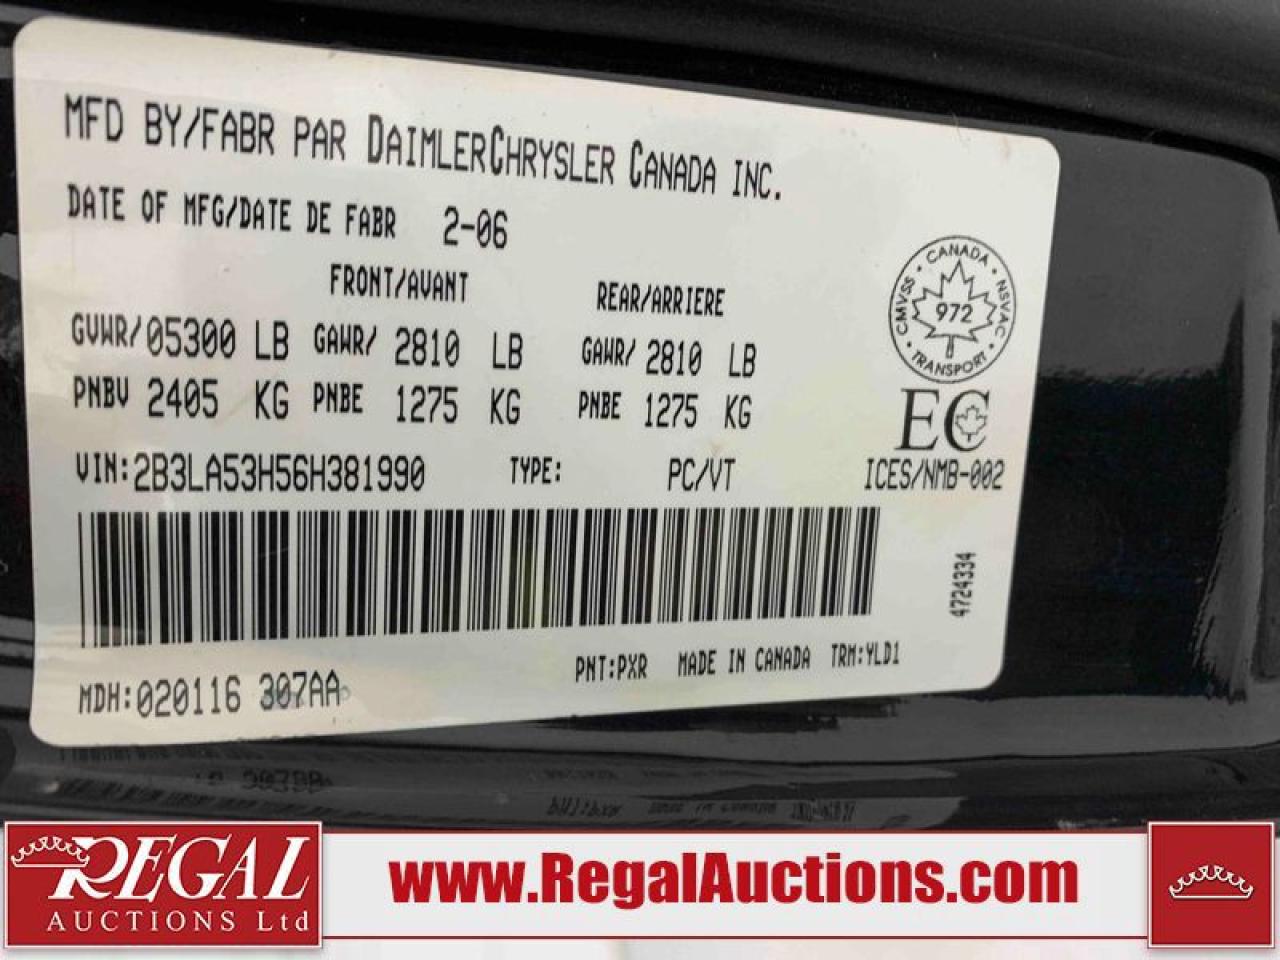 MFD BY/FABR PAR DAIMLERCHRYSLER CANADA INC.
DATE OF MFG/DATE DE FABR 2-06
FRONT/AVANT REAR/ARRIERE
GVWR/05300 LB GAWR/ 2810 LB GAWR/ 2810 LB
PNBV 2405 KG PNBE 1275 KG PNBE 1275 KG
VIN:2B3LA53H56H381990 TYPE: PC/VT
CANADA
CMVSS 972 NSVAC
TRANSPORT
EC
ICES/NMB-002
4724334
PNT:PXR MADE IN CANADA TRM:YLD1
MDH:020116 307AA
REGAL
AUCTIONS Ltd
www.RegalAuctions.com